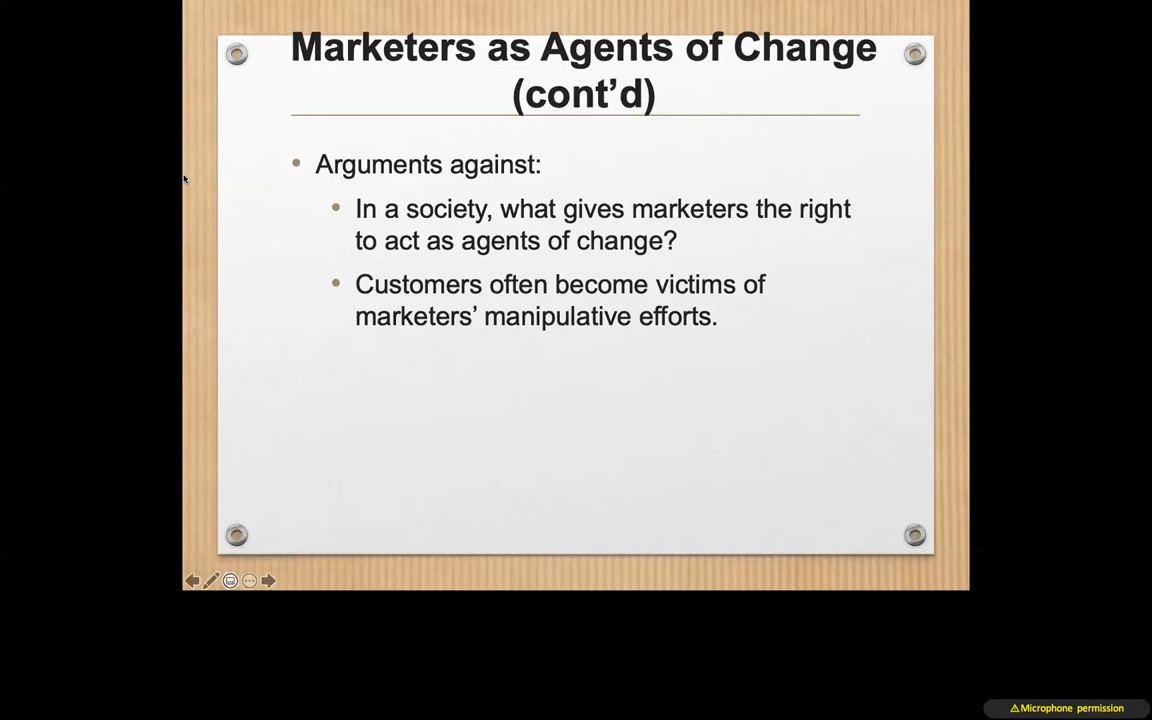 Marketers as Agents of Change
(cont’d)
• Arguments against:
• In a society, what gives marketers the right
to act as agents of change?
• Customers often become victims of
marketers’ manipulative efforts.
⚠Microphone permission